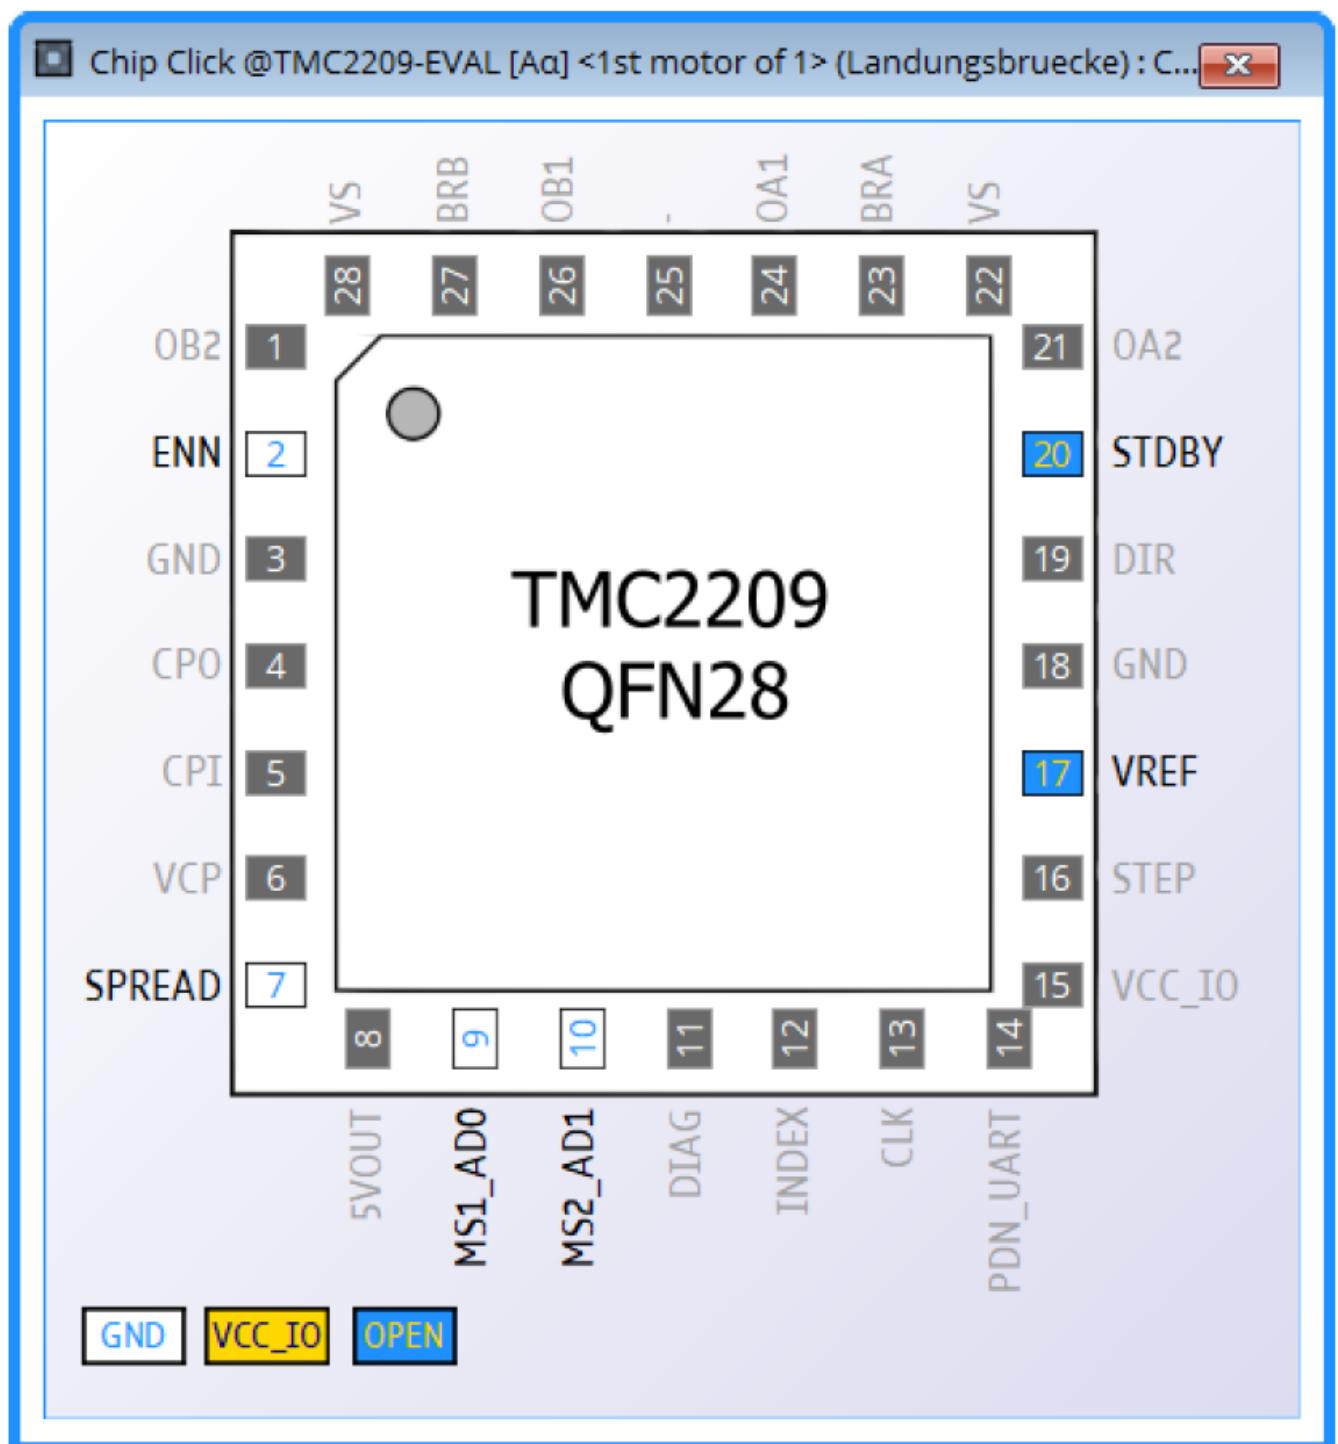 Chip Click @TMC2209-EVAL [Aα] <1st motor of 1> (Landungsbruecke) : C...
VS BRB OB1 - OA1 BRA VS
28 27 26 25 24 23 22
OB2 1 21 OA2
ENN 2 20 STDBY
GND 3 19 DIR
CPO 4 18 GND
CPI 5 17 VREF
VCP 6 16 STEP
SPREAD 7 15 VCC_IO
TMC2209
QFN28
8 9 10 11 12 13 14
5VOUT MS1_AD0 MS2_AD1 DIAG INDEX CLK PDN_UART
GND VCC_IO OPEN